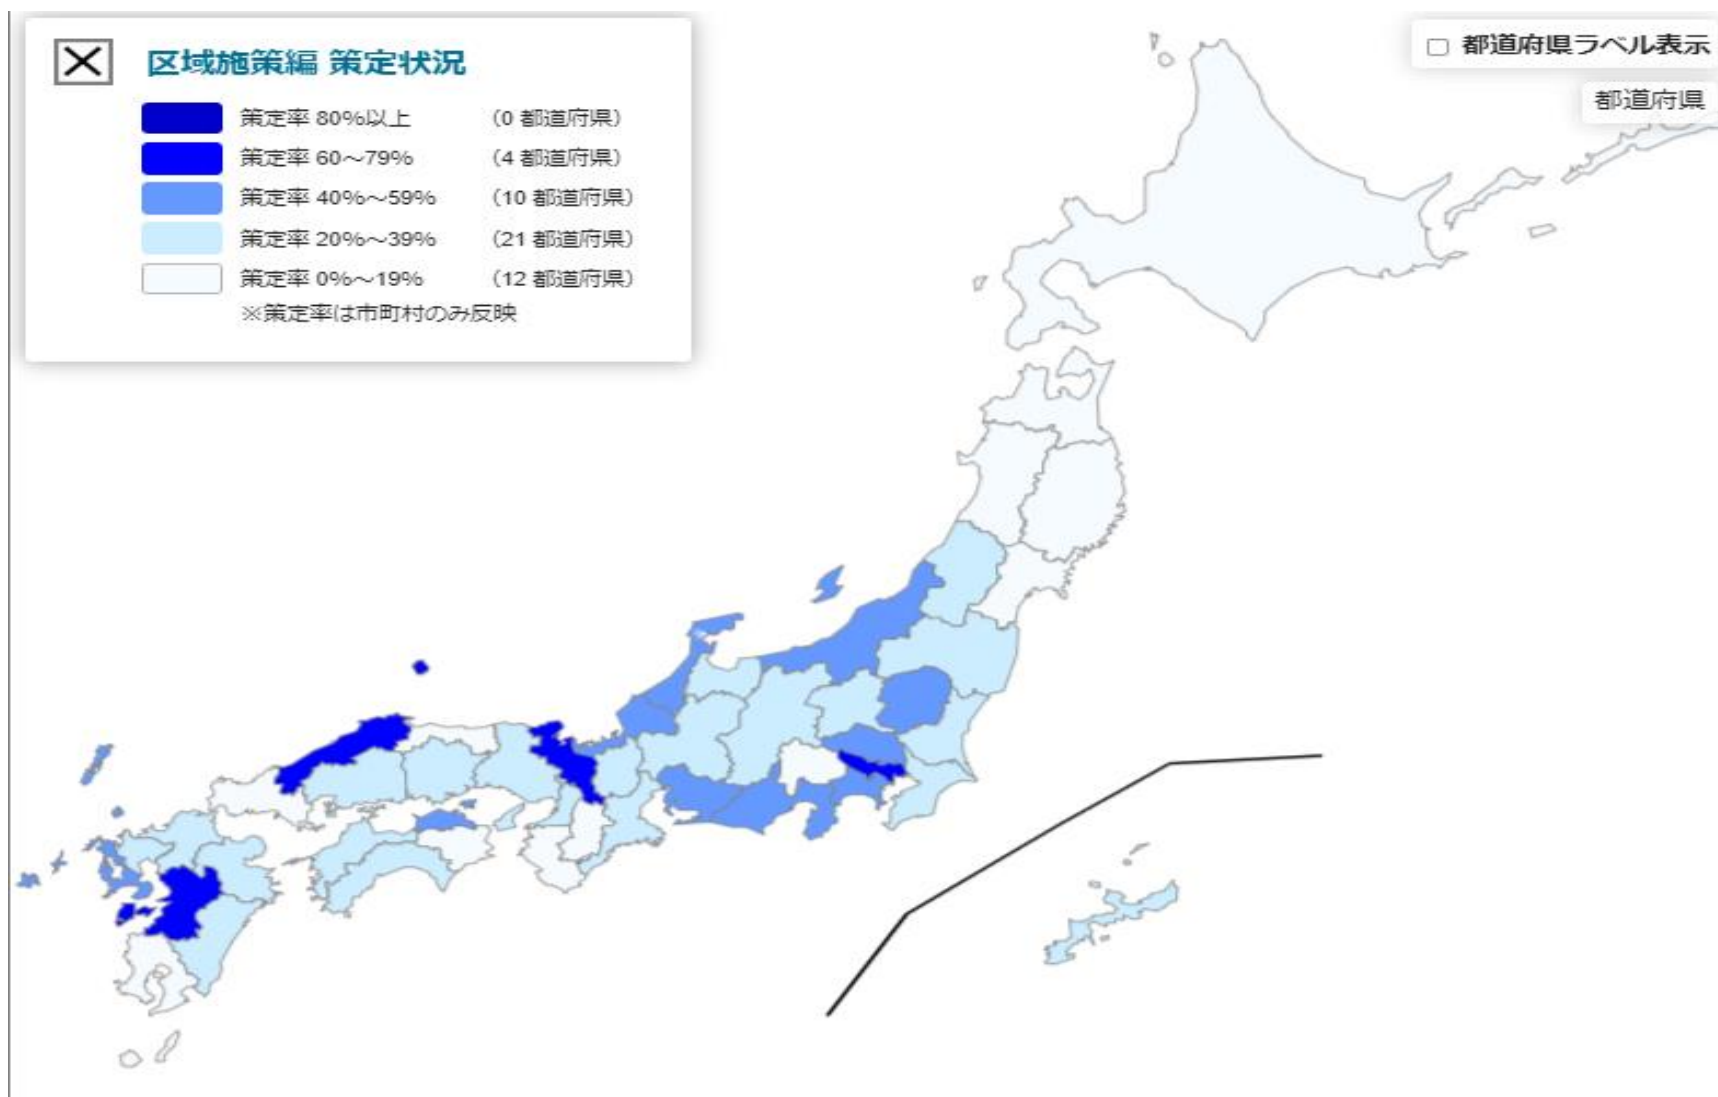 区域施策編 策定状況
策定率 80%以上 （0 都道府県）
策定率 60～79% （4 都道府県）
策定率 40%～59% （10 都道府県）
策定率 20%～39% （21 都道府県）
策定率 0%～19% （12 都道府県）
※策定率は市町村のみ反映
都道府県ラベル表示
都道府県